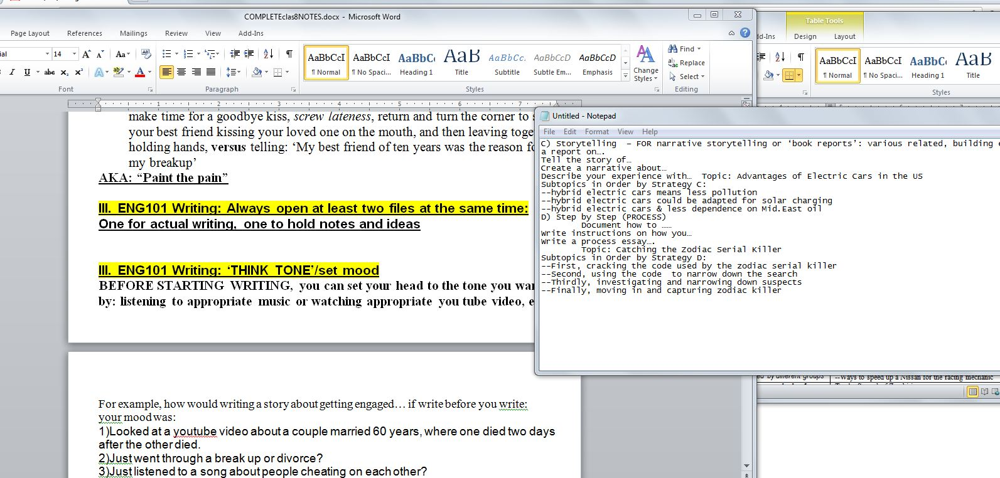 COMPLETEclas8NOTES.docx - Microsoft Word
Page Layout References Mailings Review View Add-Ins
14
Font Paragraph Styles Editing
AaBbCcI AaBbCcI AaBbC AaB AaBbCc. AaBbCcD AaBbCcD
¶ Normal ¶ No Spaci... Heading 1 Title Subtitle Subtle Em... Emphasis
Change
Styles
Find
Replace
Select
1 2 3 4 5 6 7
make time for a goodbye kiss, screw lateness, return and turn the corner to
your best friend kissing your loved one on the mouth, and then leaving
holding hands, versus telling: ‘My best friend of ten years was the reason
my breakup’
AKA: “Paint the pain”
III. ENG101 Writing: Always open at least two files at the same time:
One for actual writing, one to hold notes and ideas
III. ENG101 Writing: ‘THINK TONE’/set mood
BEFORE STARTING WRITING, you can set your head to the tone you
by: listening to appropriate music or watching appropriate you tube video,
For example, how would writing a story about getting engaged… if write before you write:
your mood was:
1)Looked at a youtube video about a couple married 60 years, where one died two days
after the other died.
2)Just went through a break up or divorce?
3)Just listened to a song about people cheating on each other?
Table Tools
Design Layout
AaBbCcI AaBbCcI AaBbC AaB
¶ Normal ¶ No Spaci... Heading 1 Title
Styles
Untitled - Notepad
File Edit Format View Help
C) Storytelling – FOR narrative storytelling or ‘book reports’: various related, building
a report on….
Tell the story of…
Create a narrative about…
Describe your experience with… Topic: Advantages of Electric Cars in the US
Subtopics in Order by Strategy C:
--hybrid electric cars means less pollution
--hybrid electric cars could be adapted for solar charging
--hybrid electric cars & less dependence on Mid.East oil
D) Step by Step (PROCESS)
Document how to ……
Write instructions on how you…
Write a process essay….
Topic: Catching the Zodiac Serial Killer
Subtopics in Order by Strategy D:
--First, cracking the code used by the zodiac serial killer
--Second, using the code to narrow down the search
--Thirdly, investigating and narrowing down suspects
--Finally, moving in and capturing zodiac killer
by different groups
--Ways to speed up a Nissan for the racing mechanic